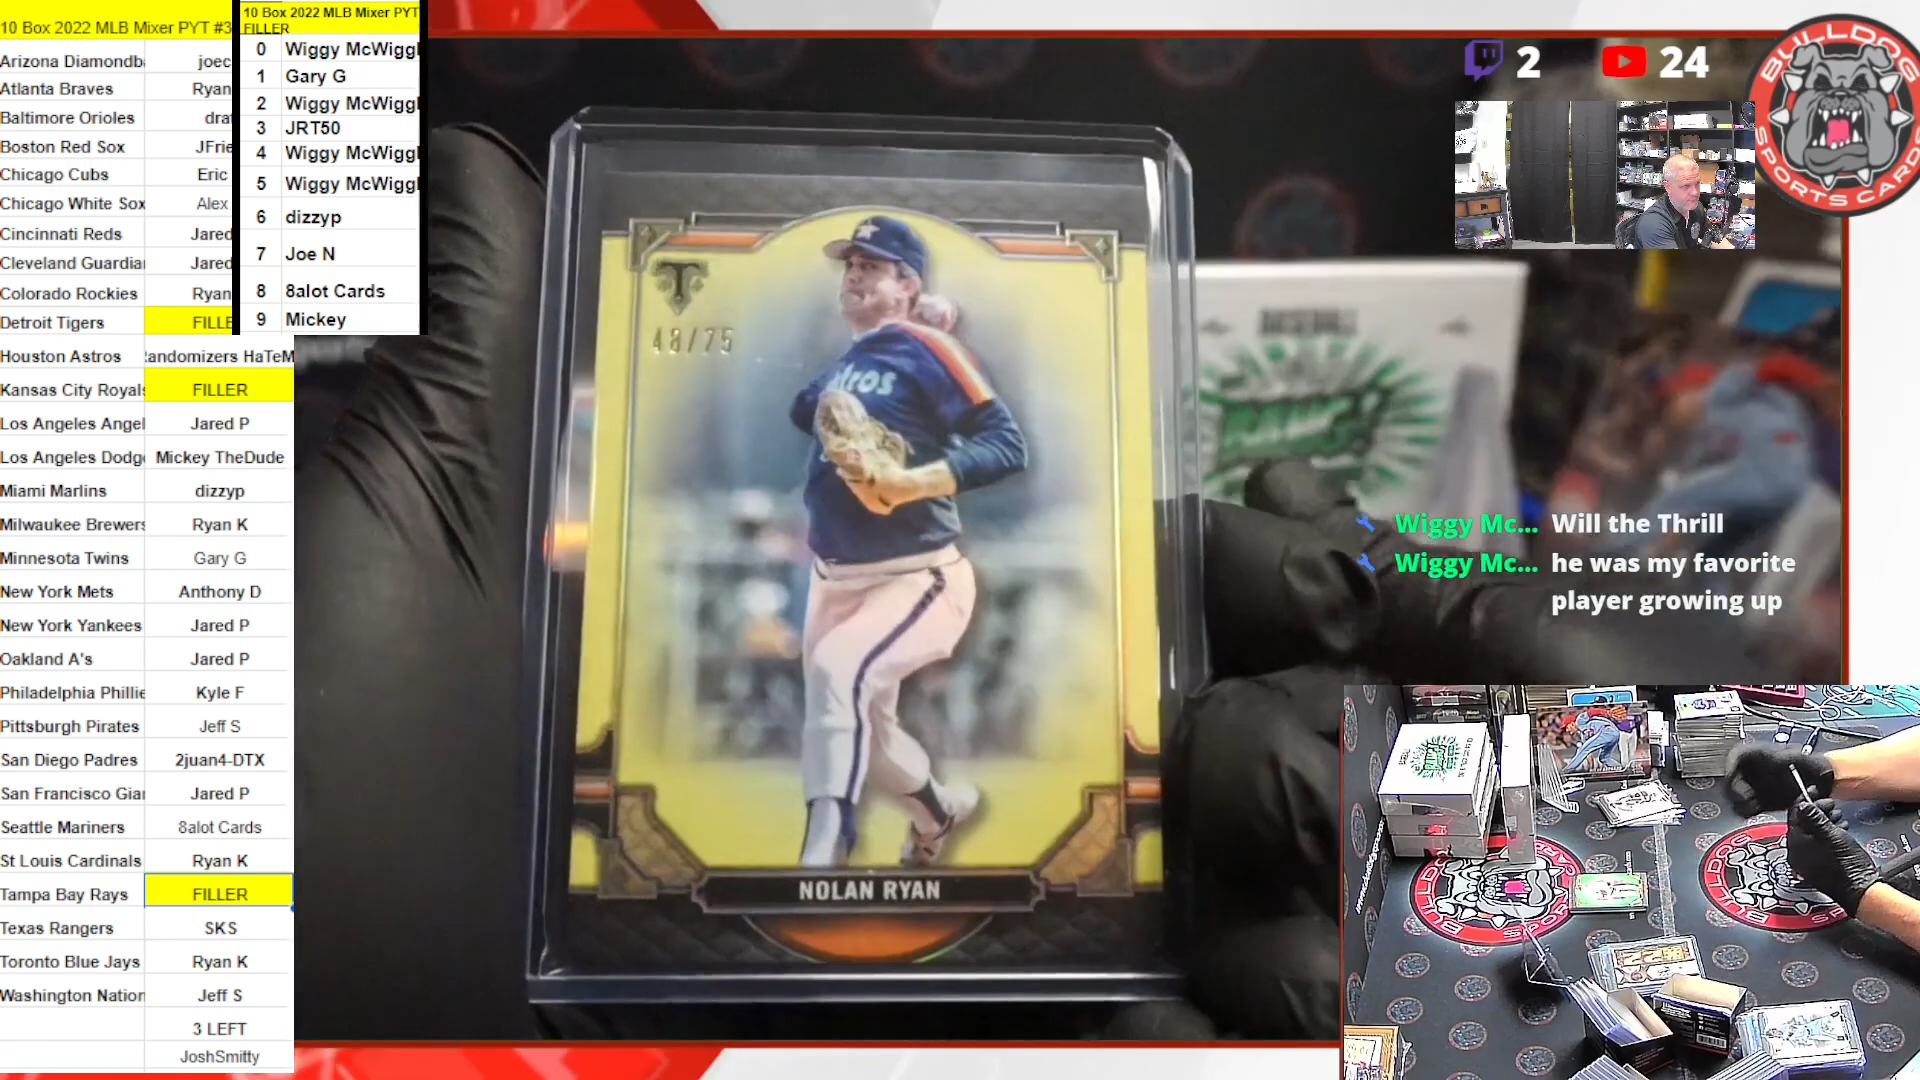 10 Box 2022 MLB Mixer PYT #3
Arizona Diamondb joec
Atlanta Braves Ryan
Baltimore Orioles dra
Boston Red Sox JFrie
Chicago Cubs Eric
Chicago White Sox Alex
Cincinnati Reds Jared
Cleveland Guardia Jared
Colorado Rockies Ryan
Detroit Tigers FILLE
Houston Astros andomizers HaTeM
Kansas City Royals FILLER
Los Angeles Angel Jared P
Los Angeles Dodg Mickey TheDude
Miami Marlins dizzyp
Milwaukee Brewers Ryan K
Minnesota Twins Gary G
New York Mets Anthony D
New York Yankees Jared P
Oakland A's Jared P
Philadelphia Phillie Kyle F
Pittsburgh Pirates Jeff S
San Diego Padres 2juan4-DTX
San Francisco Gia Jared P
Seattle Mariners 8alot Cards
St Louis Cardinals Ryan K
Tampa Bay Rays FILLER
Texas Rangers SKS
Toronto Blue Jays Ryan K
Washington Nation Jeff S
3 LEFT
JoshSmitty
10 Box 2022 MLB Mixer PYT
FILLER
0 Wiggy McWiggl
1 Gary G
2 Wiggy McWiggl
3 JRT50
4 Wiggy McWiggl
5 Wiggy McWiggl
6 dizzyp
7 Joe N
8 8alot Cards
9 Mickey
T
48/75
stros
NOLAN RYAN
BASEBALL
BANG!
2 24
BULLDOG
SPORTS CARDS
Wiggy Mc... Will the Thrill
Wiggy Mc... he was my favorite
player growing up